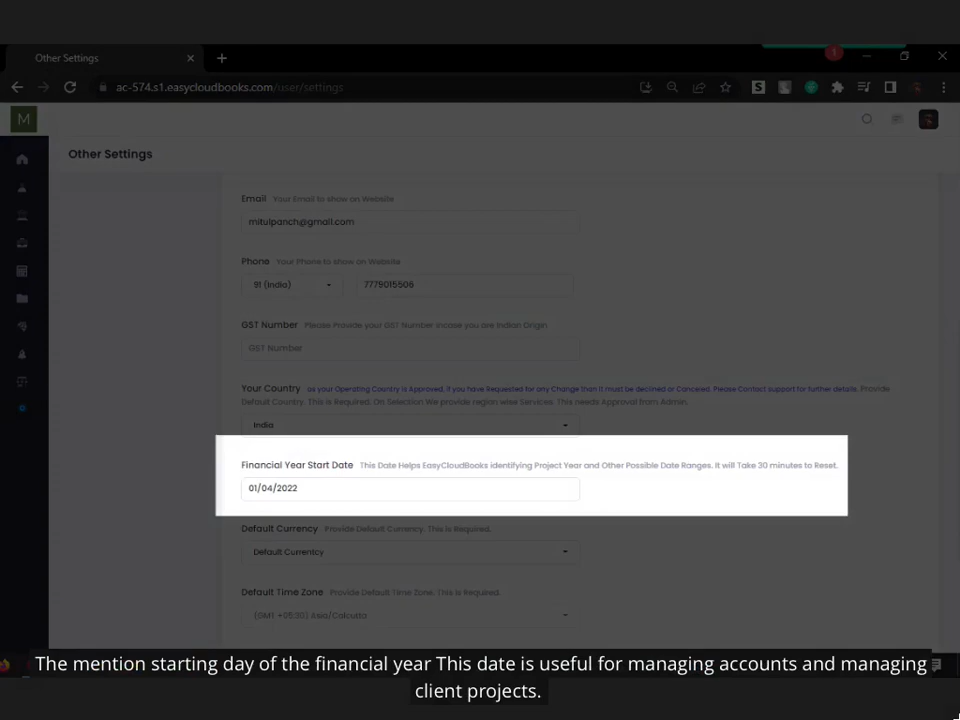 Other Settings
1
ac-574.s1.easycloudbooks.com/user/settings
M
Other Settings
Email Your Email to show on Website
mitulpanch@gmail.com
Phone Your Phone to show on Website
91 (India) 7779015506
GST Number Please Provide your GST Number incase you are Indian Origin
GST Number
Your Country as your Operating Country is Approved, if you have Requested for any Change than it must be declined or Canceled. Please Contact support for further details. Provide
Default Country. This is Required. On Selection We provide region wise Services. This needs Approval from Admin.
India
Financial Year Start Date This Date Helps EasyCloudBooks identifying Project Year and Other Possible Date Ranges. It will Take 30 minutes to Reset.
01/04/2022
Default Currency Provide Default Currency. This is Required.
Default Currentcy
Default Time Zone Provide Default Time Zone. This is Required.
(GMT +05:30) Asia/Calcutta
The mention starting day of the financial year This date is useful for managing accounts and managing
client projects.